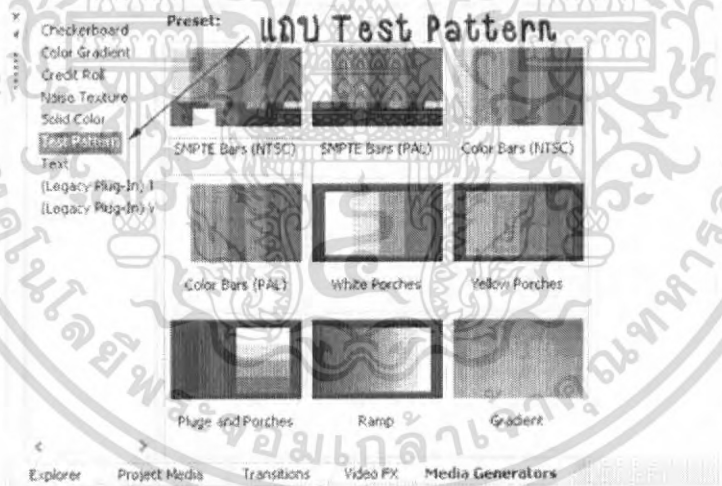 Preset:
แถบ Test Pattern
Checkerboard
Color Gradient
Credit Roll
Noise Texture
Solid Color
Test Pattern
Text
(Legacy Plug-In)
(Legacy Plug-In)
SMPTE Bars (NTSC)
SMPTE Bars (PAL)
Color Bars (NTSC)
Color Bars (PAL)
White Porches
Yellow Porches
Pluge and Porches
Ramp
Gradient
Explorer
Project Media
Transitions
Video FX
Media Generators